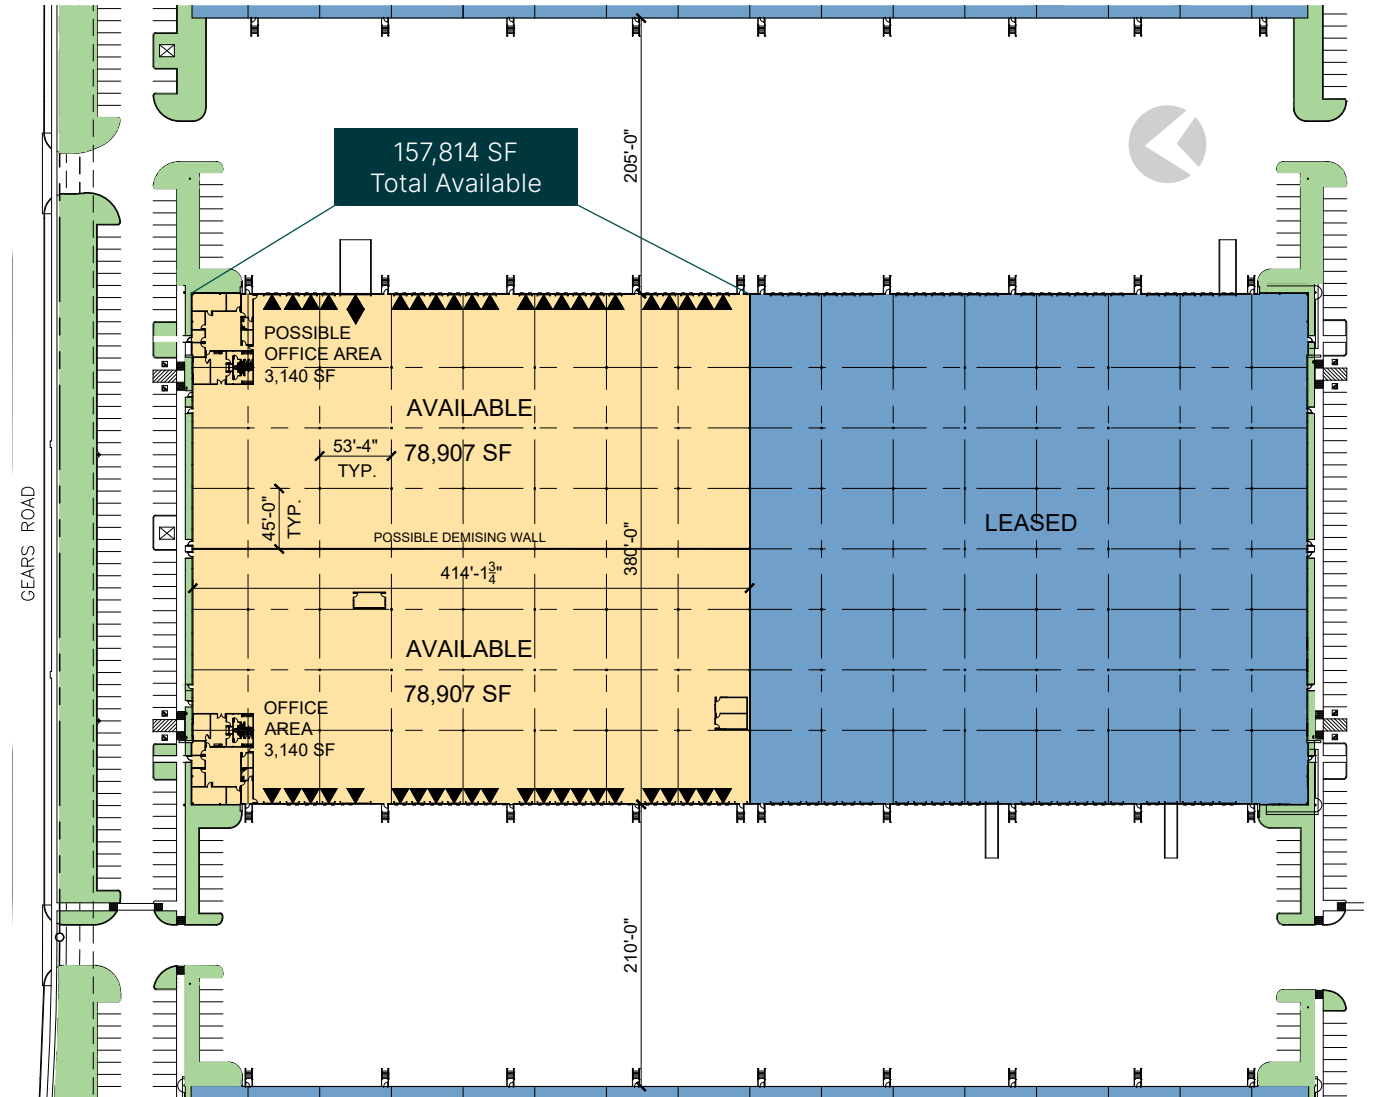 157,814 SF
Total Available
205'-0"
POSSIBLE
OFFICE AREA
3,140 SF
AVAILABLE
78,907 SF
53'-4"
TYP.
45'-0"
TYP.
POSSIBLE DEMISING WALL
380'-0"
414'-1¾"
LEASED
GEARS ROAD
AVAILABLE
78,907 SF
OFFICE
AREA
3,140 SF
210'-0"